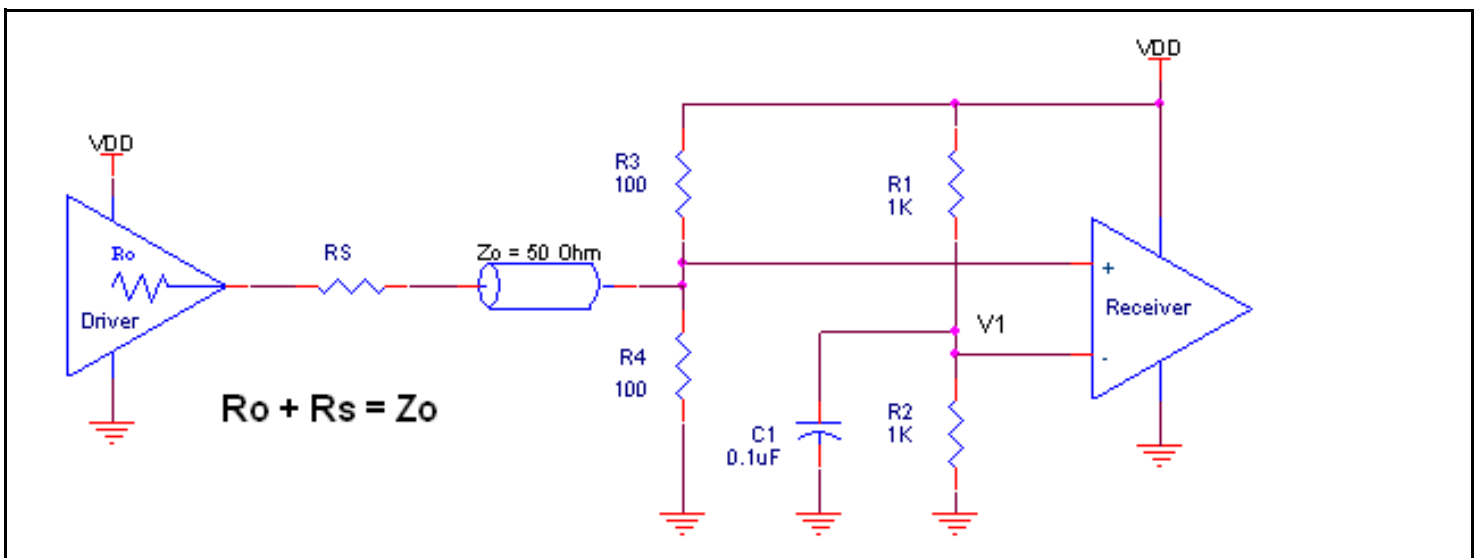 VDD
VDD
R3
100
R1
1K
Ro
RS
Zo = 50 Ohm
+
Driver
Receiver
V1
R4
100
-
Ro + Rs = Zo
C1
0.1uF
R2
1K